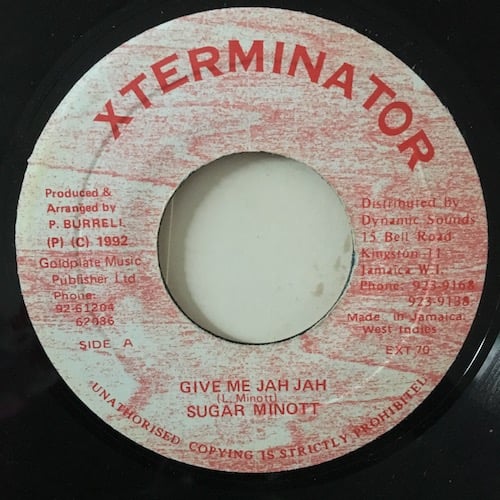 XTERMINATOR
Produced &
Arranged by
P. BURRELL
(P) (C) 1992
Goldplate Music
Publisher Ltd
Phone:
92-61204
62036
SIDE A
Distributed by
Dynamic Sounds
15 Bell Road
Kingston 11
Jamaica W.I.
Phone: 923-9168
923-9138.
Made in Jamaica,
West Indies
EXT 70
GIVE ME JAH JAH
(L. Minott)
SUGAR MINOTT
UNATHORISED COPYING IS STRICTLY PROHIBITED